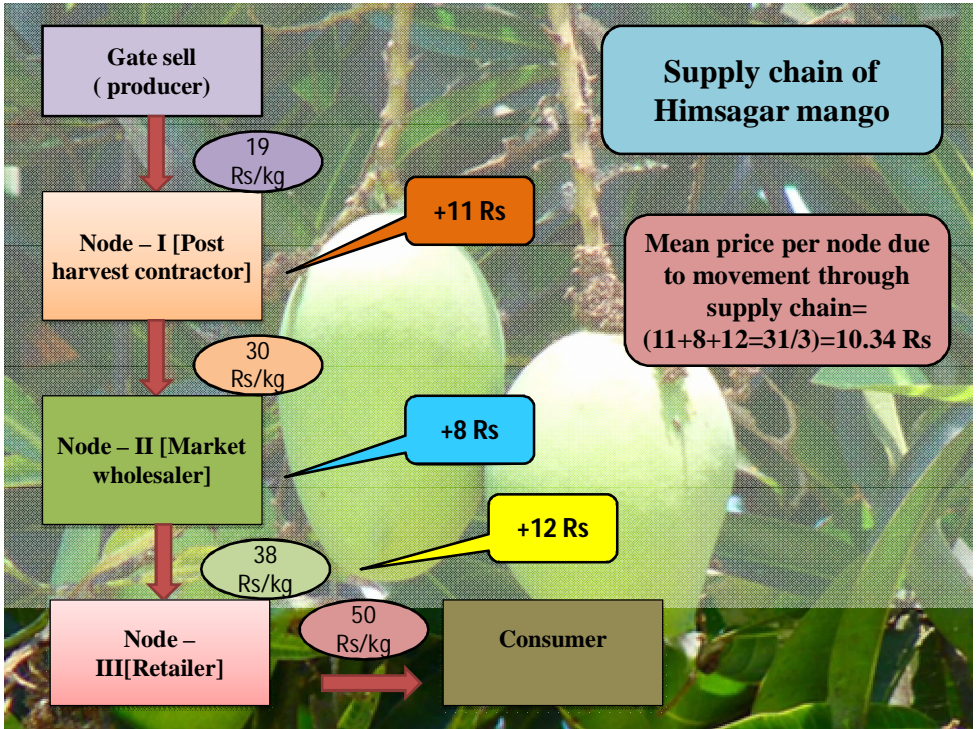 Gate sell
( producer)
Supply chain of
Himsagar mango
19
Rs/kg
+11 Rs
Node – I [Post
harvest contractor]
Mean price per node due
to movement through
supply chain=
(11+8+12=31/3)=10.34 Rs
30
Rs/kg
+8 Rs
Node – II [Market
wholesaler]
+12 Rs
38
Rs/kg
Node –
III[Retailer]
50
Rs/kg
Consumer